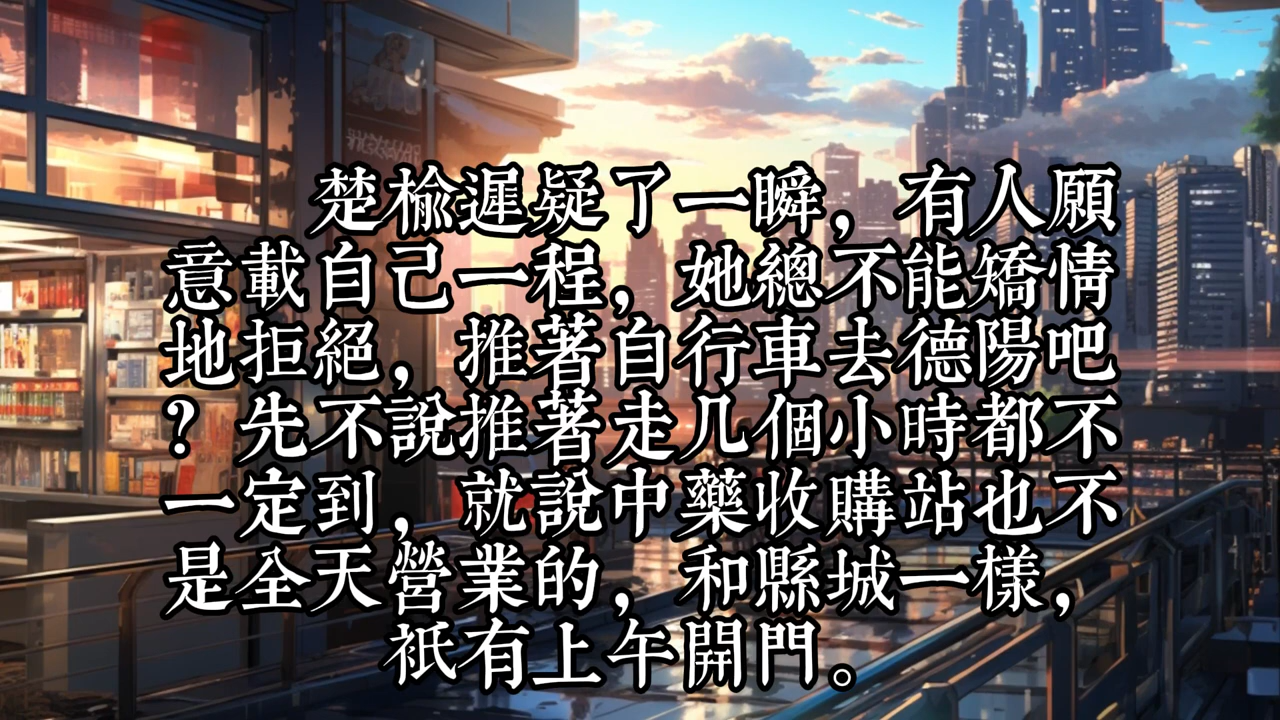 楚榆遲疑了一瞬，有人願
意載自己一程，她總不能矯情
地拒絕，推著自行車去德陽吧
？先不說推著走几個小時都不
一定到，就說中藥收購站也不
是全天營業的，和縣城一樣，
衹有上午開門。